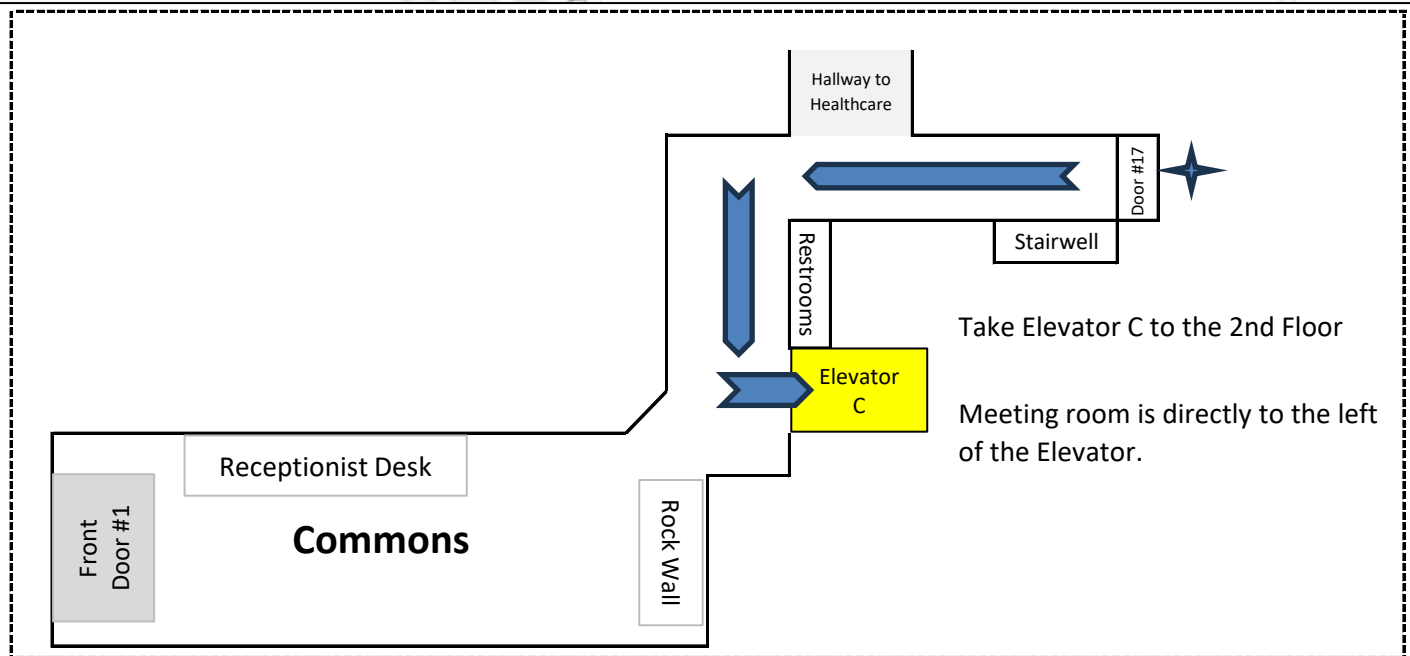 Hallway to
Healthcare
Door #17
Stairwell
Restrooms
Take Elevator C to the 2nd Floor
Elevator
C
Meeting room is directly to the left
of the Elevator.
Receptionist Desk
Front
Door #1
Commons
Rock Wall